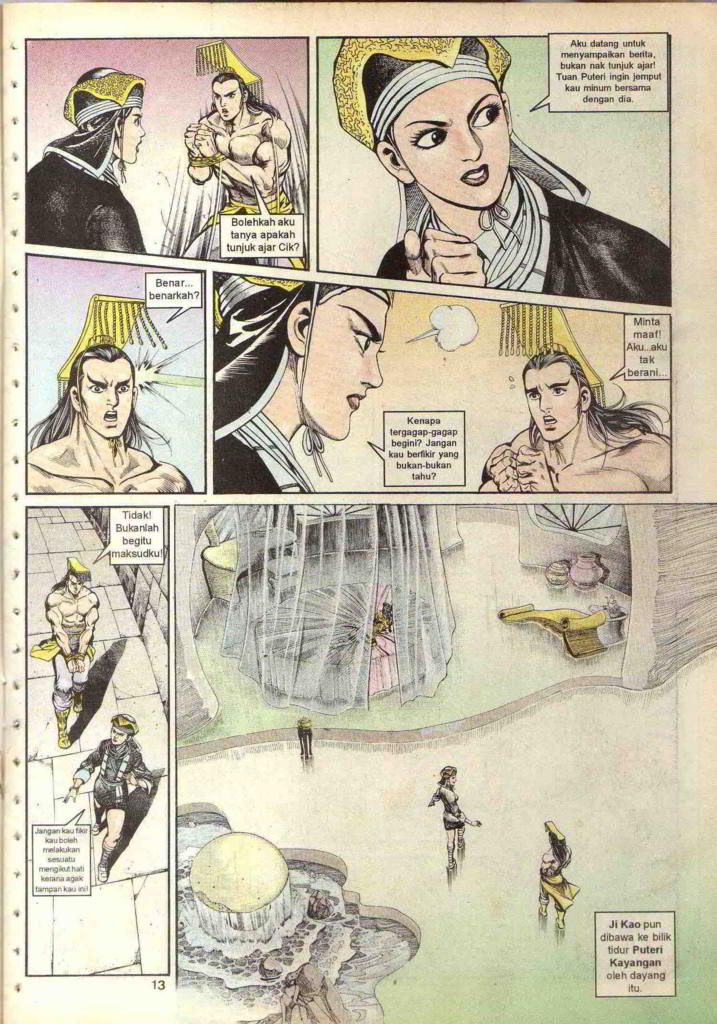 Bolehkah aku
tanya apakah
tunjuk ajar Cik?
Aku datang untuk
menyampaikan berita,
bukan nak tunjuk ajar!
Tuan Puteri ingin jemput
kau minum bersama
dengan dia.
Benar...
benarkah?
Kenapa
tergagap-gagap
begini? Jangan
kau berfikir yang
bukan-bukan
tahu?
Minta
maaf!
Aku...aku
tak
berani...
Tidak!
Bukanlah
begitu
maksudku!
Jangan kau fikir
kau boleh
melakukan
sesuatu
mengikut hati
kerana agak
tampan kau ini!
Ji Kao pun
dibawa ke bilik
tidur Puteri
Kayangan
oleh dayang
itu.
13